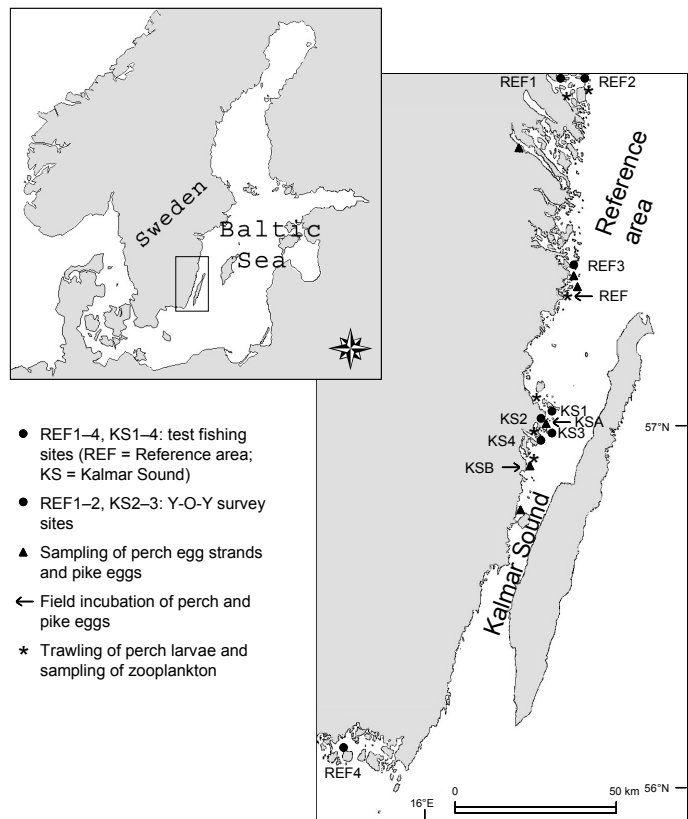 Sweden
Baltic
Sea
REF1
REF2
Reference
area
REF3
REF
KS1
KS2
KSA
KS3
KS4
KSB
57°N
Kalmar Sound
REF4
16°E
0
50 km
56°N
REF1–4, KS1–4: test fishing
sites (REF = Reference area;
KS = Kalmar Sound)
REF1–2, KS2–3: Y-O-Y survey
sites
Sampling of perch egg strands
and pike eggs
Field incubation of perch and
pike eggs
Trawling of perch larvae and
sampling of zooplankton